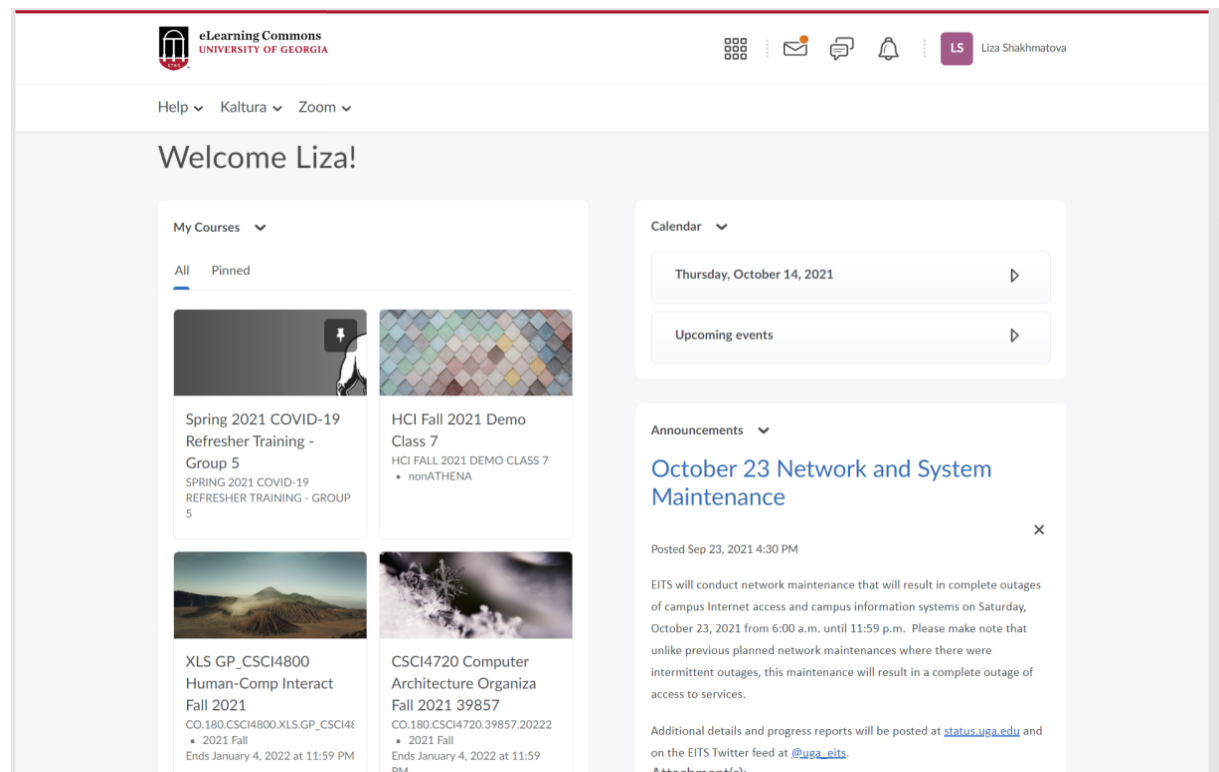 eLearning Commons
UNIVERSITY OF GEORGIA
LS
Liza Shakhmatova
Help
Kaltura
Zoom
Welcome Liza!
My Courses
All
Pinned
Spring 2021 COVID-19
Refresher Training -
Group 5
SPRING 2021 COVID-19
REFRESHER TRAINING - GROUP
5
HCI Fall 2021 Demo
Class 7
HCI FALL 2021 DEMO CLASS 7
• nonATHENA
XLS GP_CSCI4800
Human-Comp Interact
Fall 2021
CO.180.CSCI4800.XLS.GP_CSCI48
• 2021 Fall
Ends January 4, 2022 at 11:59 PM
CSCI4720 Computer
Architecture Organiza
Fall 2021 39857
CO.180.CSCI4720.39857.20222
• 2021 Fall
Ends January 4, 2022 at 11:59
PM
Calendar
Thursday, October 14, 2021
Upcoming events
Announcements
October 23 Network and System
Maintenance
Posted Sep 23, 2021 4:30 PM
EITS will conduct network maintenance that will result in complete outages
of campus Internet access and campus information systems on Saturday,
October 23, 2021 from 6:00 a.m. until 11:59 p.m.  Please make note that
unlike previous planned network maintenances where there were
intermittent outages, this maintenance will result in a complete outage of
access to services.
Additional details and progress reports will be posted at status.uga.edu and
on the EITS Twitter feed at @uga_eits.
Attachment(s):